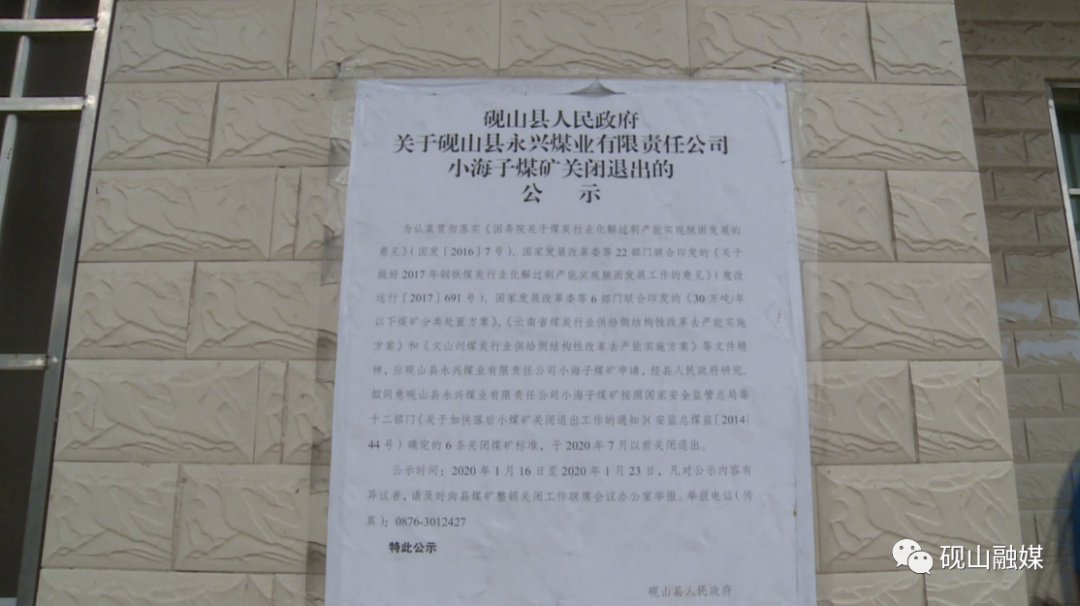 砚山县人民政府
关于砚山县永兴煤业有限责任公司
小海子煤矿关闭退出的
公 示
为认真贯彻落实《国务院关于煤炭行业化解过剩产能实现脱困发展的
意见》（国发［2016］7号）、国家发展改革委等22部门联合印发的《关于
做好2017年钢铁煤炭行业化解过剩产能实现脱困发展工作的意见》（发改
运行［2017］691号）、国家发展改革委等6部门联合印发的《30万吨/年
以下煤矿分类处置方案》、《云南省煤炭行业供给侧结构性改革去产能实施
方案》和《文山州煤炭行业供给侧结构性改革去产能实施方案》等文件精
神，应砚山县永兴煤业有限责任公司小海子煤矿申请，经县人民政府研究，
拟同意砚山县永兴煤业有限责任公司小海子煤矿按照国家安全监管总局等
十二部门《关于加快落后小煤矿关闭退出工作的通知》（安监总煤监［2014］
44号）确定的6条关闭煤矿标准，于2020年7月以前关闭退出。
公示时间：2020年1月16日至2020年1月23日，凡对公示内容有
异议者，请及时向县煤矿整顿关闭工作联席会议办公室举报。举报电话（传
真）：0876-3012427
特此公示
砚山县人民政府
砚山融媒